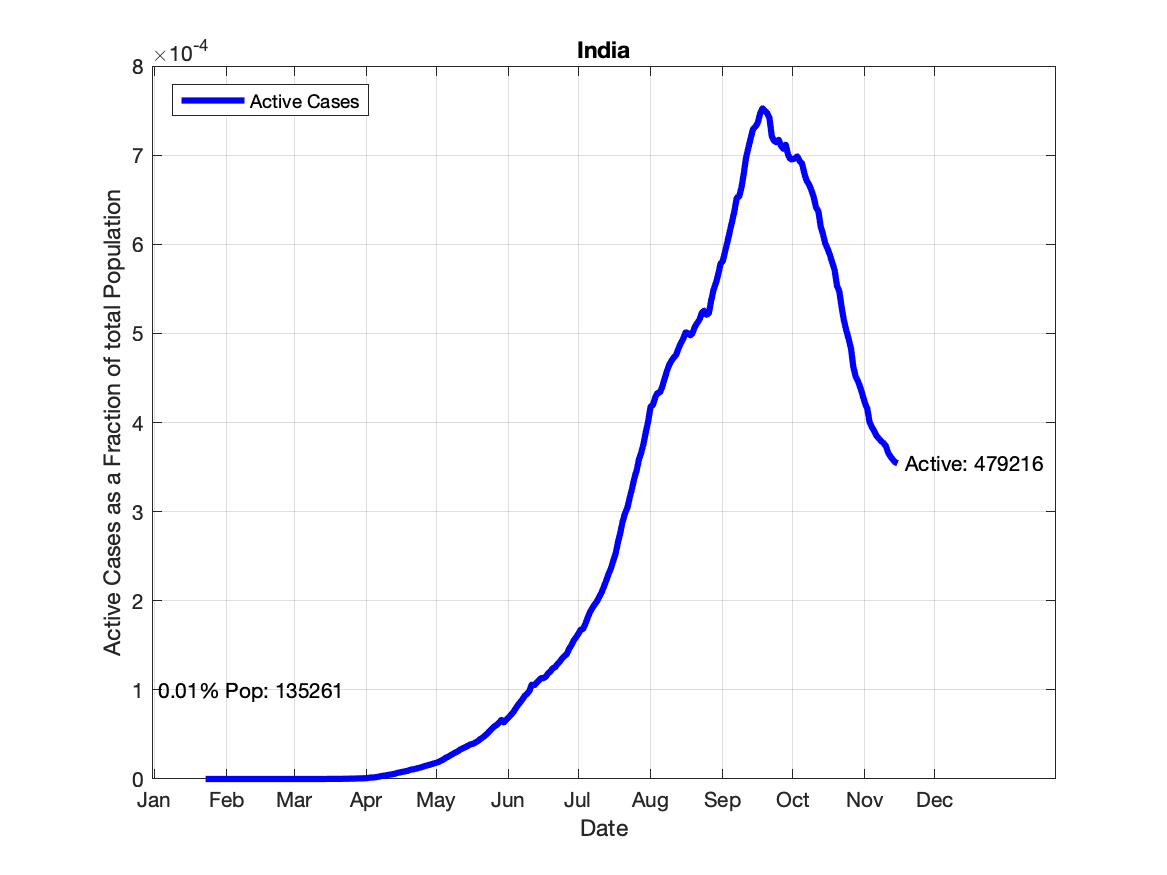 India
×10-4
Active Cases
8
7
6
5
4
3
2
1
0
Active Cases as a Fraction of total Population
0.01% Pop: 135261
Active: 479216
Jan Feb Mar Apr May Jun Jul Aug Sep Oct Nov Dec
Date